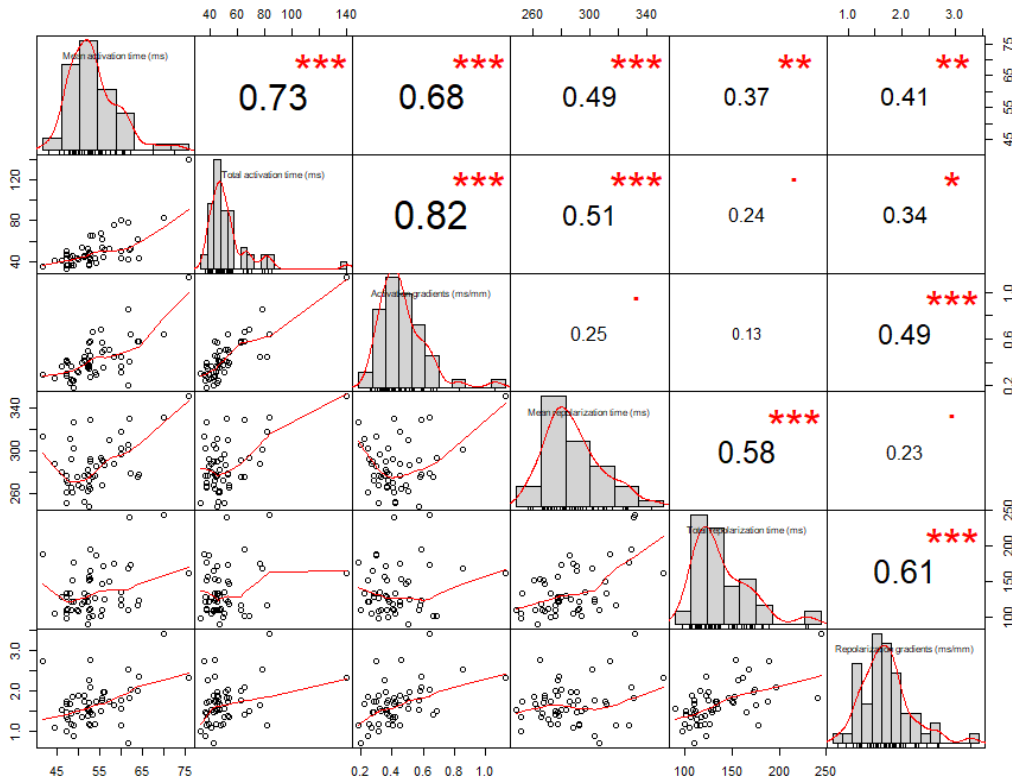 40 60 80 100 140
260 300 340
1.0 2.0 3.0
Mean activation time (ms)
***
0.73
***
0.68
***
0.49
**
0.37
**
0.41
45 55 65 75
40 80 120
Total activation time (ms)
***
0.82
***
0.51
.
0.24
*
0.34
Activation gradients (ms/mm)
.
0.25
0.13
***
0.49
0.2 0.6 1.0
260 300 340
Mean repolarization time (ms)
***
0.58
.
0.23
Total repolarization time (ms)
***
0.61
100 150 200 250
1.0 2.0 3.0
Repolarization gradients (ms/mm)
45 55 65 75
0.2 0.4 0.6 0.8 1.0
100 150 200 250